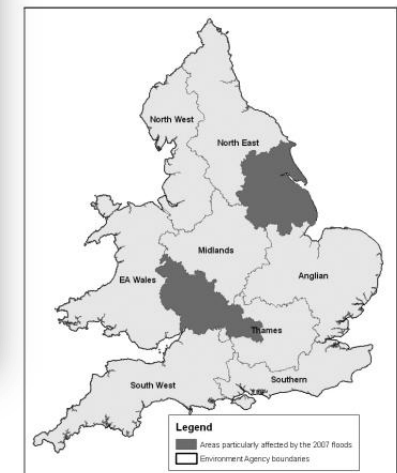 North West
North East
Midlands
EA Wales
Anglian
Thames
South West
Southern
Legend
Areas particularly affected by the 2007 floods
Environment Agency boundaries